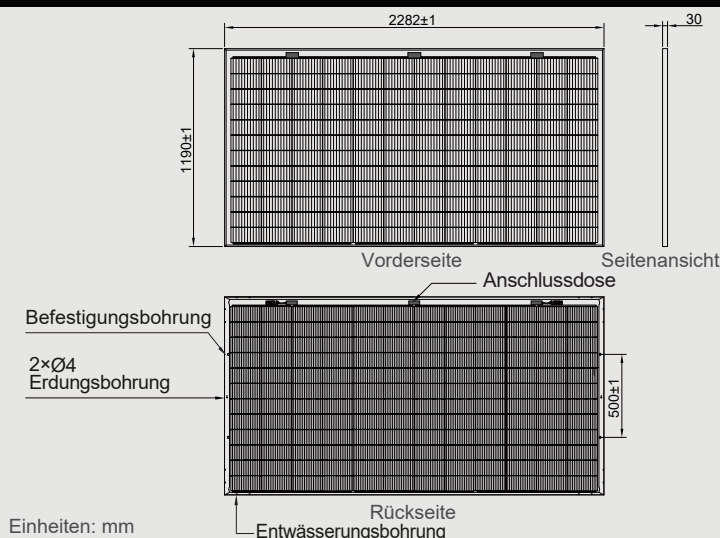 2282±1
30
1190±1
Vorderseite
Seitenansicht
Anschlussdose
Befestigungsbohrung
2×Ø4
Erdungsbohrung
500±1
Rückseite
Einheiten: mm
Entwässerungsbohrung